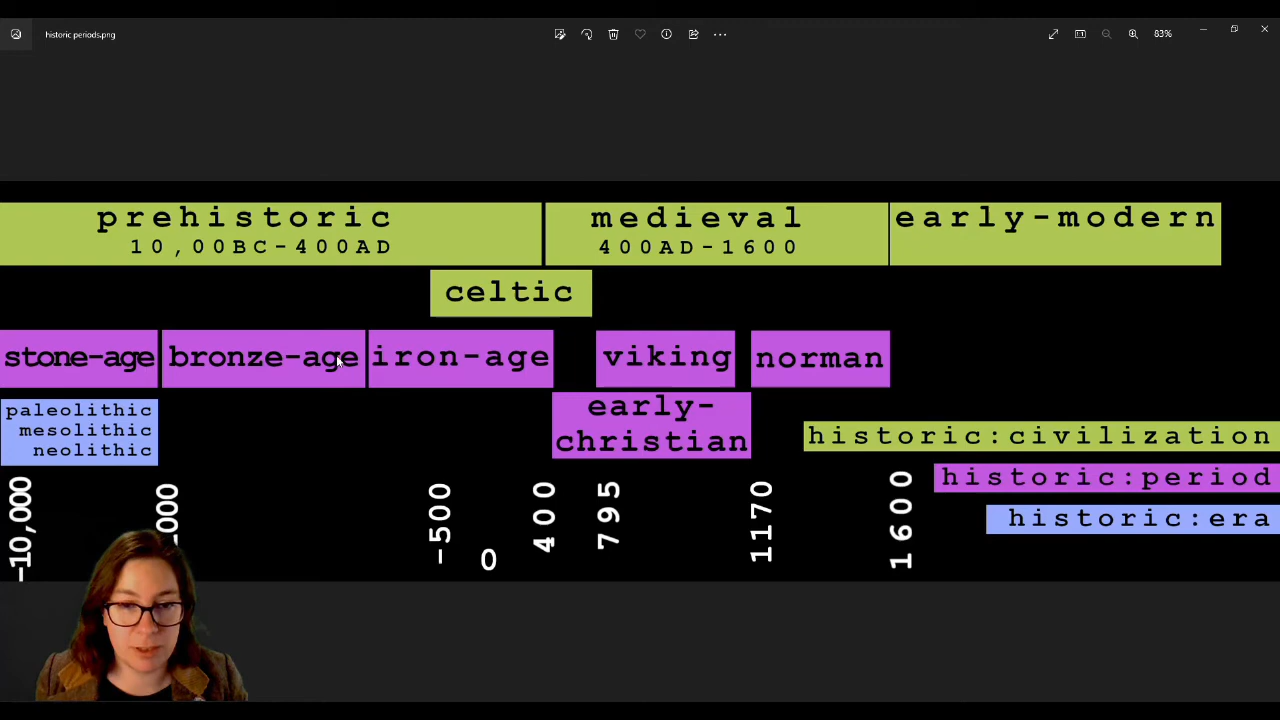 historic periods.png
83%
prehistoric
10,00BC-400AD
medieval
400AD-1600
early-modern
celtic
stone-age
bronze-age
iron-age
viking
norman
paleolithic
mesolithic
neolithic
early-
christian
historic:civilization
historic:period
historic:era
-10,000
000
-500
0
400
795
1170
1600